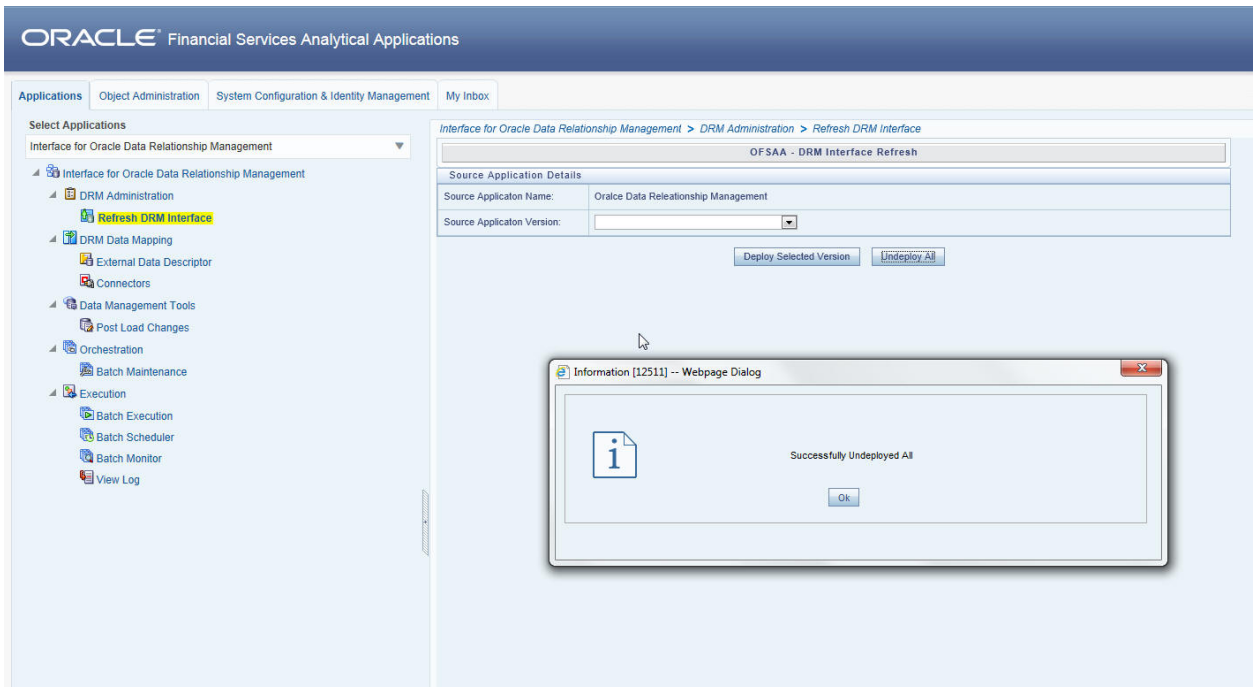 ORACLE® Financial Services Analytical Applications
Applications Object Administration System Configuration & Identity Management My Inbox
Select Applications
Interface for Oracle Data Relationship Management
Interface for Oracle Data Relationship Management
DRM Administration
Refresh DRM Interface
DRM Data Mapping
External Data Descriptor
Connectors
Data Management Tools
Post Load Changes
Orchestration
Batch Maintenance
Execution
Batch Execution
Batch Scheduler
Batch Monitor
View Log
Interface for Oracle Data Relationship Management > DRM Administration > Refresh DRM Interface
OFSAA - DRM Interface Refresh
Source Application Details
Source Applicaton Name: Oralce Data Releationship Management
Source Applicaton Version:
Deploy Selected Version Undeploy All
Information [12511] -- Webpage Dialog
Successfully Undeployed All
Ok